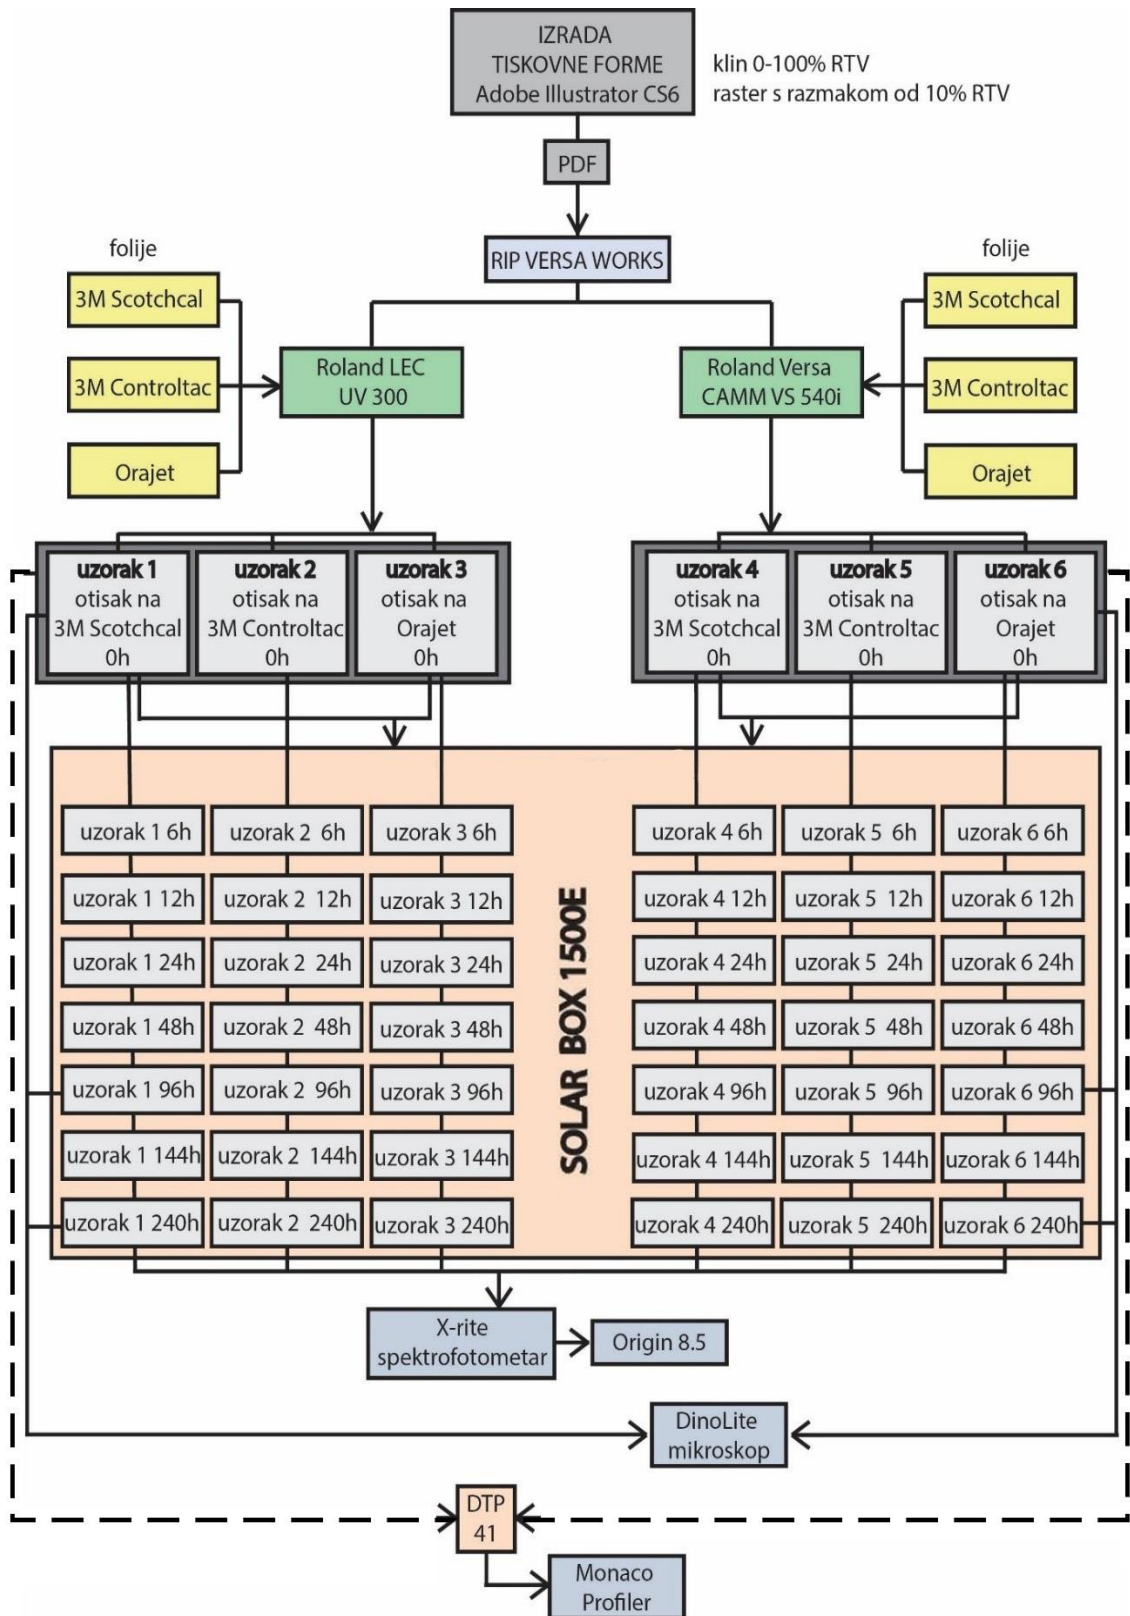 IZRADA
TISKOVNE FORME
Adobe Illustrator CS6
klin 0-100% RTV
raster s razmakom od 10% RTV
PDF
RIP VERSA WORKS
folije
folije
3M Scotchcal
3M Scotchcal
Roland LEC
UV 300
Roland Versa
CAMM VS 540i
3M Controltac
3M Controltac
Orajet
Orajet
uzorak 1
otisak na
3M Scotchcal
0h
uzorak 2
otisak na
3M Controltac
0h
uzorak 3
otisak na
Orajet
0h
uzorak 4
otisak na
3M Scotchcal
0h
uzorak 5
otisak na
3M Controltac
0h
uzorak 6
otisak na
Orajet
0h
uzorak 1 6h
uzorak 2 6h
uzorak 3 6h
uzorak 4 6h
uzorak 5 6h
uzorak 6 6h
uzorak 1 12h
uzorak 2 12h
uzorak 3 12h
uzorak 4 12h
uzorak 5 12h
uzorak 6 12h
uzorak 1 24h
uzorak 2 24h
uzorak 3 24h
uzorak 4 24h
uzorak 5 24h
uzorak 6 24h
uzorak 1 48h
uzorak 2 48h
uzorak 3 48h
uzorak 4 48h
uzorak 5 48h
uzorak 6 48h
uzorak 1 96h
uzorak 2 96h
uzorak 3 96h
uzorak 4 96h
uzorak 5 96h
uzorak 6 96h
uzorak 1 144h
uzorak 2 144h
uzorak 3 144h
uzorak 4 144h
uzorak 5 144h
uzorak 6 144h
uzorak 1 240h
uzorak 2 240h
uzorak 3 240h
uzorak 4 240h
uzorak 5 240h
uzorak 6 240h
SOLAR BOX 1500E
X-rite
spektrofotometar
Origin 8.5
DinoLite
mikroskop
DTP
41
Monaco
Profiler